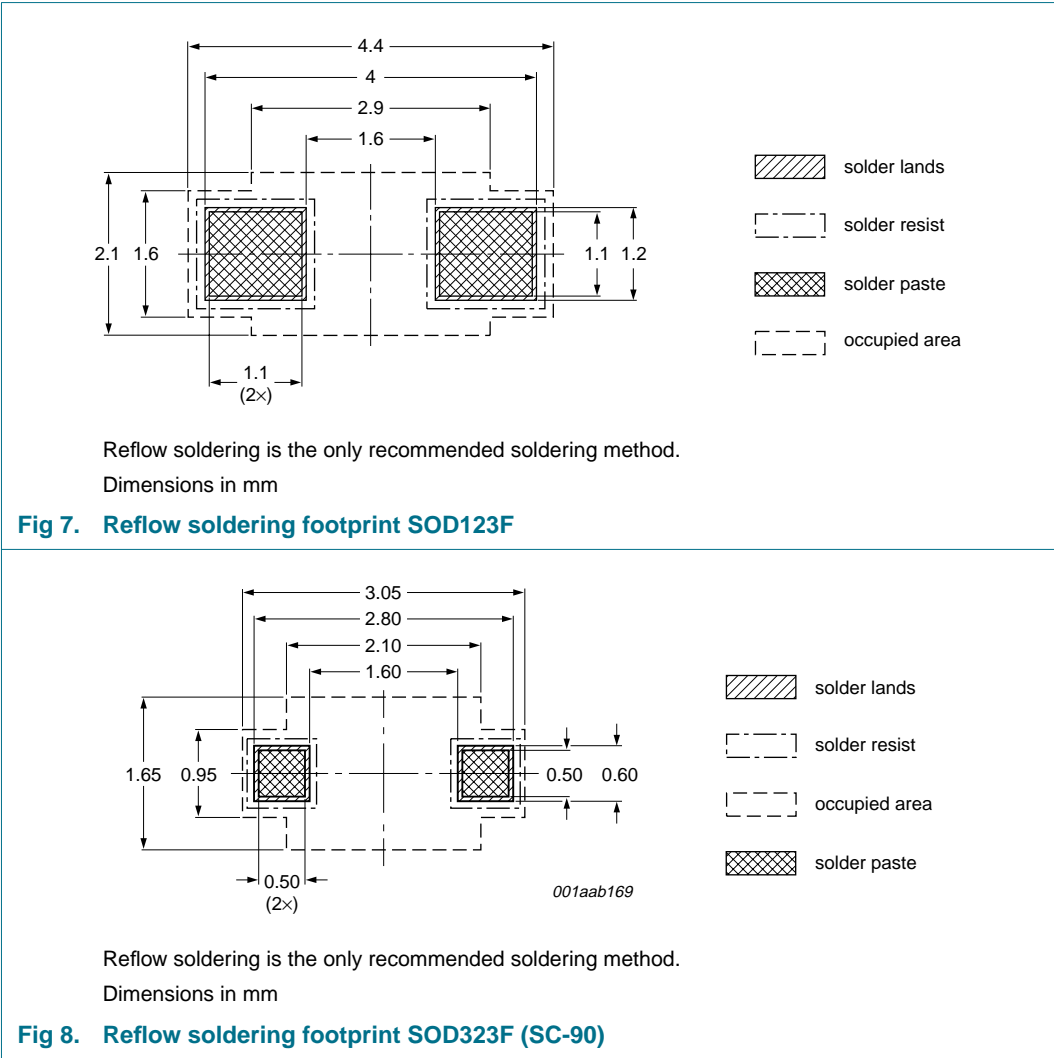 4.4
4
2.9
1.6
2.1 1.6
1.1 1.2
1.1
(2×)
solder lands
solder resist
solder paste
occupied area
Reflow soldering is the only recommended soldering method.
Dimensions in mm
Fig 7. Reflow soldering footprint SOD123F
3.05
2.80
2.10
1.60
1.65 0.95
0.50 0.60
0.50
(2×)
001aab169
solder lands
solder resist
occupied area
solder paste
Reflow soldering is the only recommended soldering method.
Dimensions in mm
Fig 8. Reflow soldering footprint SOD323F (SC-90)